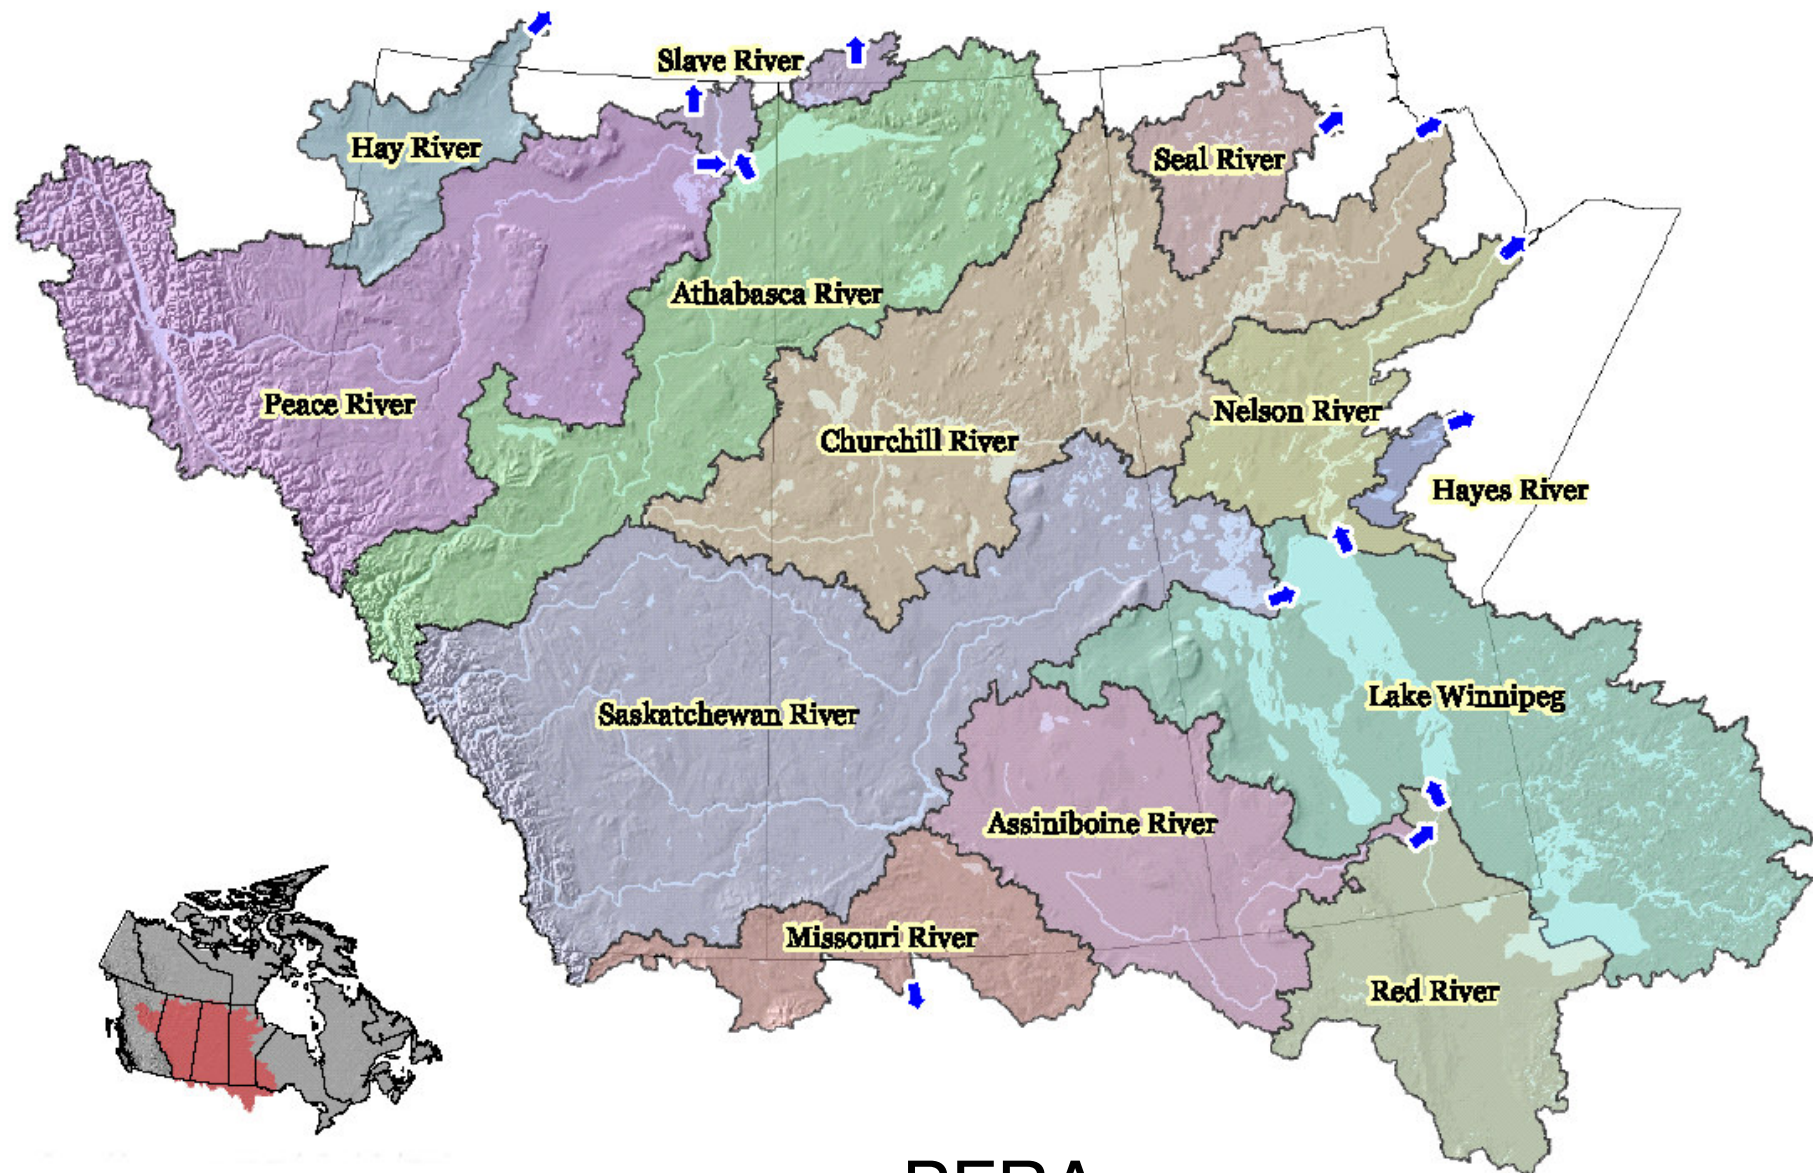 Slave River
Hay River
Seal River
Athabasca River
Peace River
Nelson River
Churchill River
Hayes River
Lake Winnipeg
Saskatchewan River
Assiniboine River
Missouri River
Red River